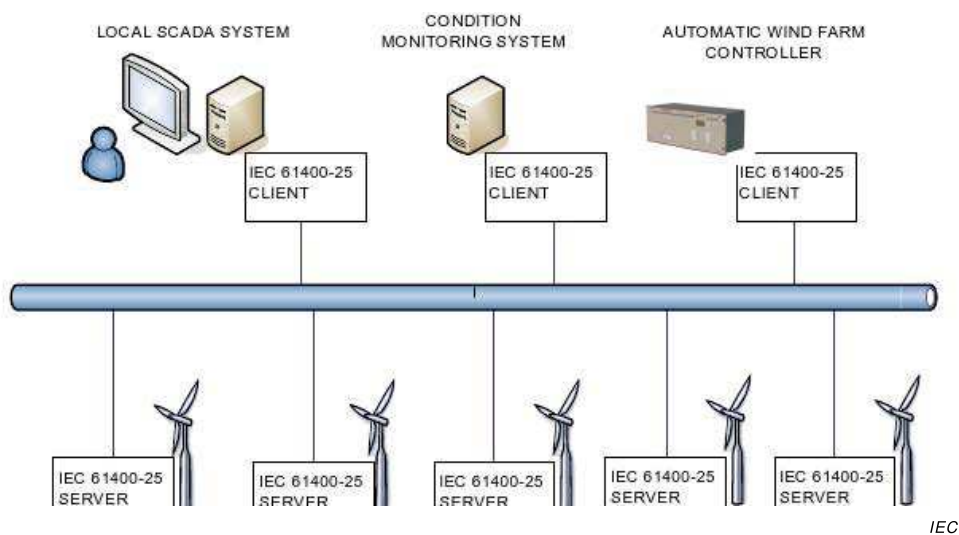 LOCAL SCADA SYSTEM
CONDITION
MONITORING SYSTEM
AUTOMATIC WIND FARM
CONTROLLER
IEC 61400-25
CLIENT
IEC 61400-25
CLIENT
IEC 61400-25
CLIENT
IEC 61400-25
SERVER
IEC 61400-25
SERVER
IEC 61400-25
SERVER
IEC 61400-25
SERVER
IEC 61400-25
SERVER
IEC